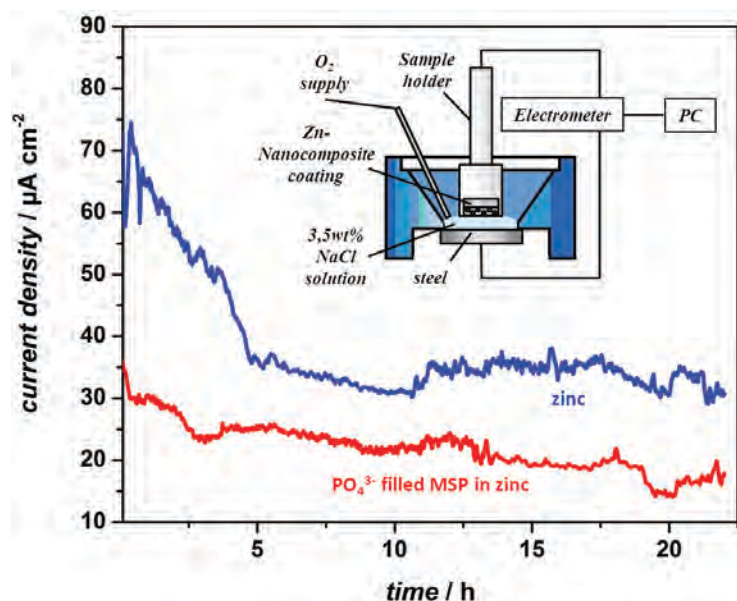 90
80
70
60
50
40
30
20
10
current density / µA cm⁻²
5
10
15
20
time / h
O₂
supply
Sample
holder
Electrometer
PC
Zn-
Nanocomposite
coating
3,5wt%
NaCl
solution
steel
zinc
PO₄³⁻ filled MSP in zinc